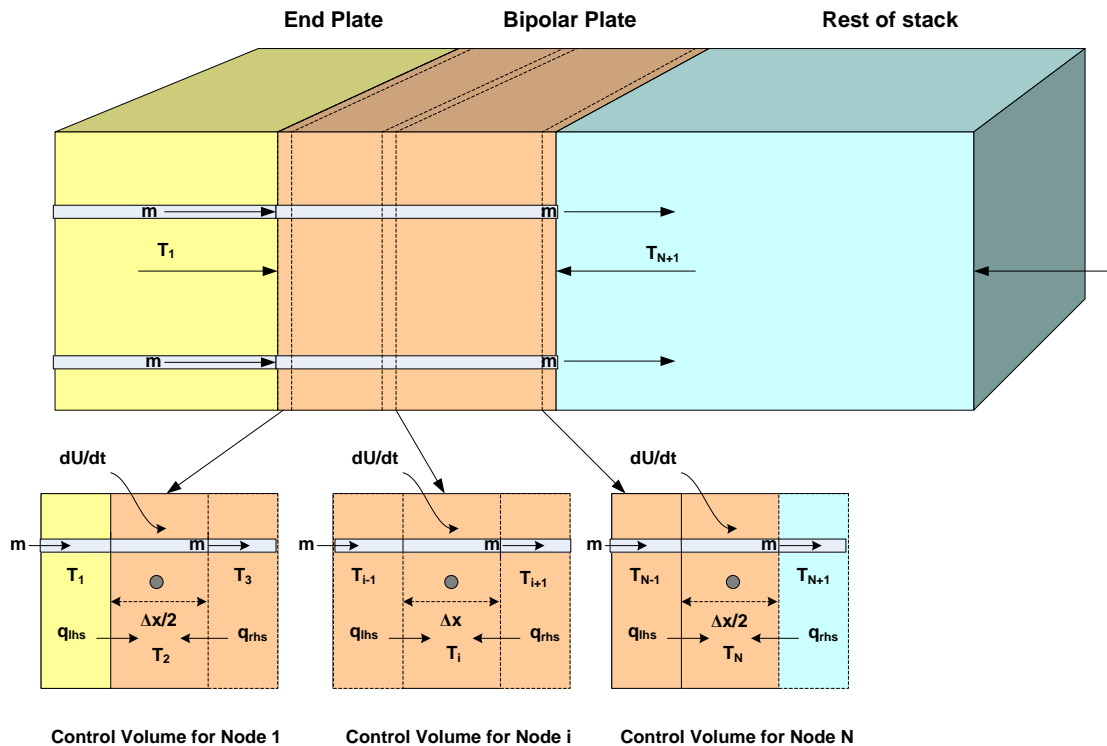 End Plate Bipolar Plate Rest of stack
m m
T1 TN+1
m m
dU/dt dU/dt dU/dt
m m m m m m
T1 T3 Ti-1 Ti+1 TN-1 TN+1
Δx/2 Δx Δx/2
qlhs qrhs qlhs qrhs qlhs qrhs
T2 Ti TN
Control Volume for Node 1 Control Volume for Node i Control Volume for Node N